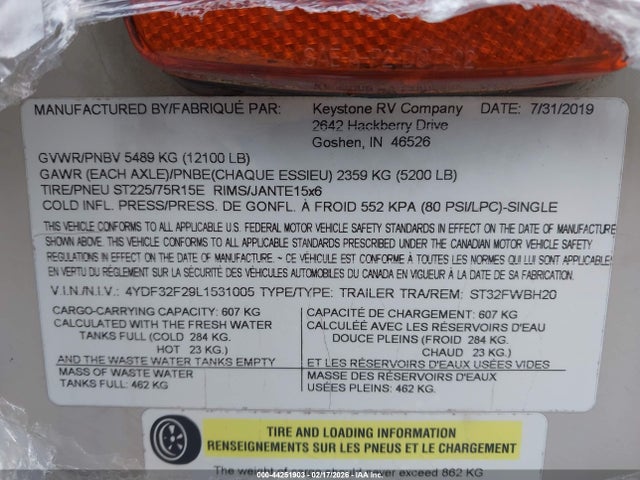 MANUFACTURED BY/FABRIQUÉ PAR: Keystone RV Company DATE: 7/31/2019
2642 Hackberry Drive
Goshen, IN 46526
GVWR/PNBV 5489 KG (12100 LB)
GAWR (EACH AXLE)/PNBE(CHAQUE ESSIEU) 2359 KG (5200 LB)
TIRE/PNEU ST225/75R15E RIMS/JANTE15x6
COLD INFL. PRESS/PRESS. DE GONFL. À FROID 552 KPA (80 PSI/LPC)-SINGLE
THIS VEHICLE CONFORMS TO ALL APPLICABLE U.S. FEDERAL MOTOR VEHICLE SAFETY STANDARDS IN EFFECT ON THE DATE OF MANUFACTURE
SHOWN ABOVE. THIS VEHICLE CONFORMS TO ALL APPLICABLE STANDARDS PRESCRIBED UNDER THE CANADIAN MOTOR VEHICLE SAFETY
REGULATIONS IN EFFECT ON THE DATE OF MANUFACTURE ~ CE VÉHICULE EST CONFORME À TOUTES LES NORMES QUI LUI SONT APPLICABLES
EN VERTU DU RÈGLEMENT SUR LA SÉCURITÉ DES VÉHICULES AUTOMOBILES DU CANADA EN VIGUEUR À LA DATE DE SA FABRICATION.
V.I.N./N.I.V.: 4YDF32F29L1531005 TYPE/TYPE: TRAILER TRA/REM: ST32FWBH20
CARGO-CARRYING CAPACITY: 607 KG
CALCULATED WITH THE FRESH WATER
TANKS FULL (COLD 284 KG.
HOT 23 KG.)
AND THE WASTE WATER TANKS EMPTY
MASS OF WASTE WATER
TANKS FULL: 462 KG
CAPACITÉ DE CHARGEMENT: 607 KG
CALCULÉE AVEC LES RÉSERVOIRS D'EAU
DOUCE PLEINS (FROID 284 KG.
CHAUD 23 KG.)
ET LES RÉSERVOIRS D'EAUX USÉES VIDES
MASSE DES RÉSERVOIRS D'EAUX
USÉES PLEINS: 462 KG.
TIRE AND LOADING INFORMATION
RENSEIGNEMENTS SUR LES PNEUS ET LE CHARGEMENT
The weight of exceed 862 KG
000-44251903 - 02/17/2026 - IAAI.COM